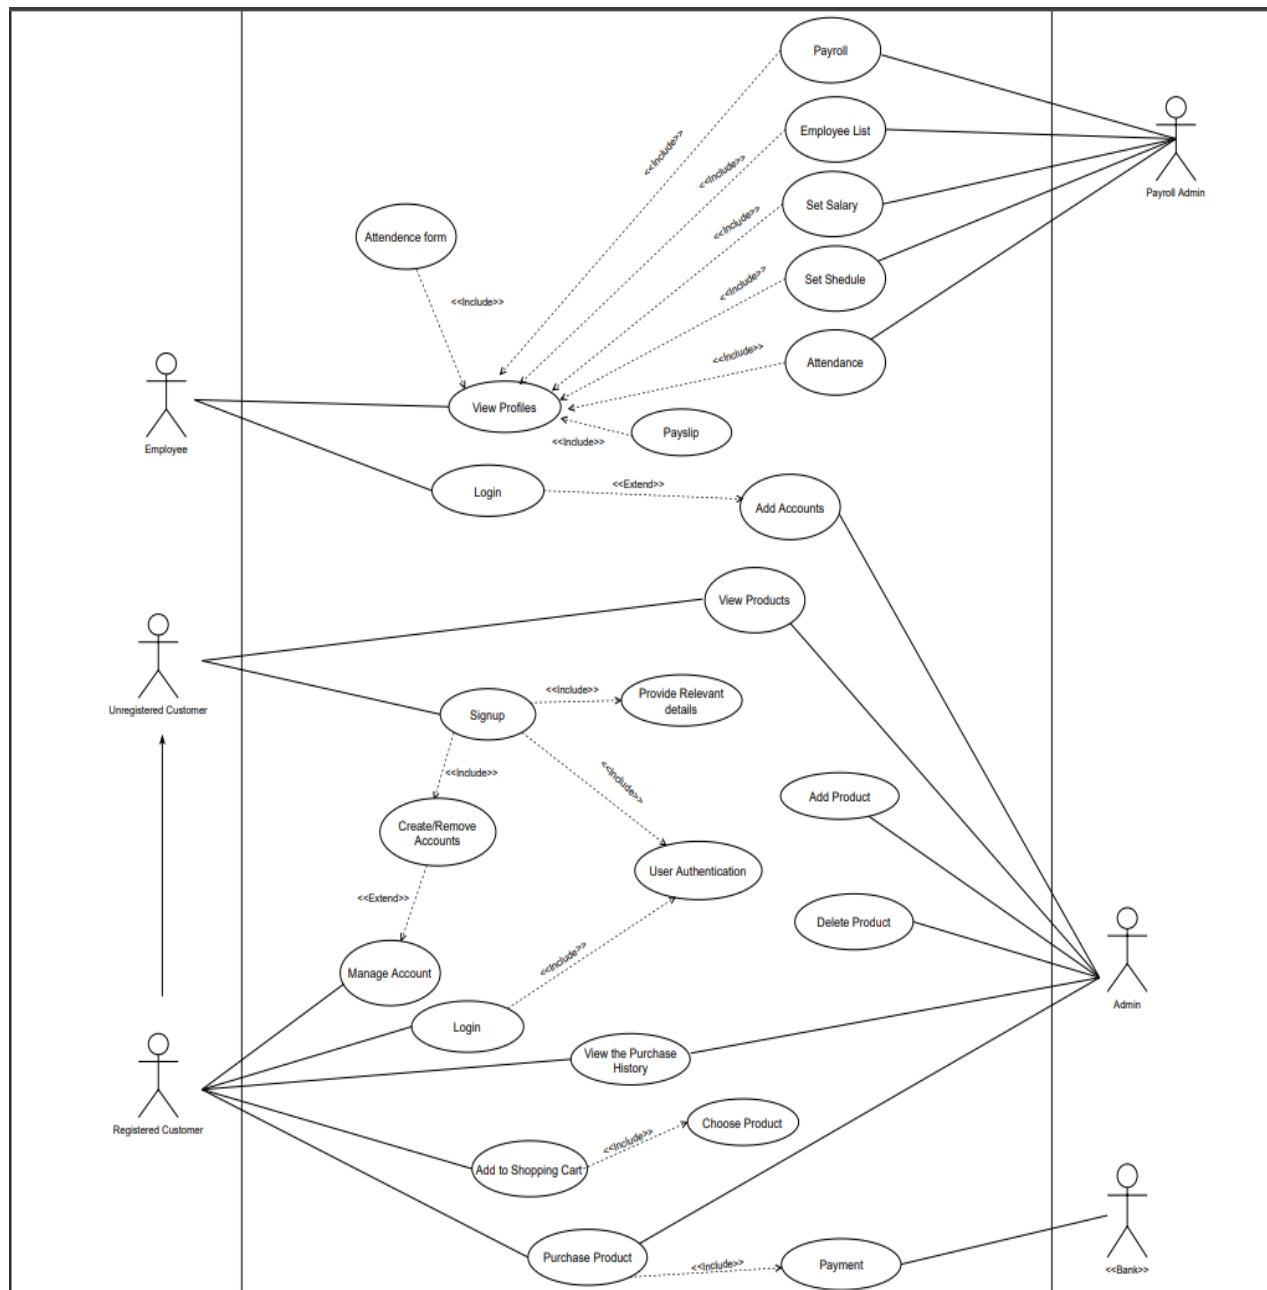 Payroll
<<Include>>
Employee List
<<Include>>
Payroll Admin
Set Salary
<<Include>>
Attendence form
Set Shedule
<<Include>>
<<Include>>
Attendance
<<Include>>
View Profiles
Payslip
<<Include>>
Employee
Login
<<Extend>>
Add Accounts
View Products
Unregistered Customer
Signup
<<Include>>
Provide Relevant
details
<<Include>>
<<Include>>
Add Product
Create/Remove
Accounts
User Authentication
<<Extend>>
Delete Product
Manage Account
<<Include>>
Login
Admin
View the Purchase
History
Registered Customer
Choose Product
<<Include>>
Add to Shopping Cart
Purchase Product
<<Include>>
Payment
<<Bank>>